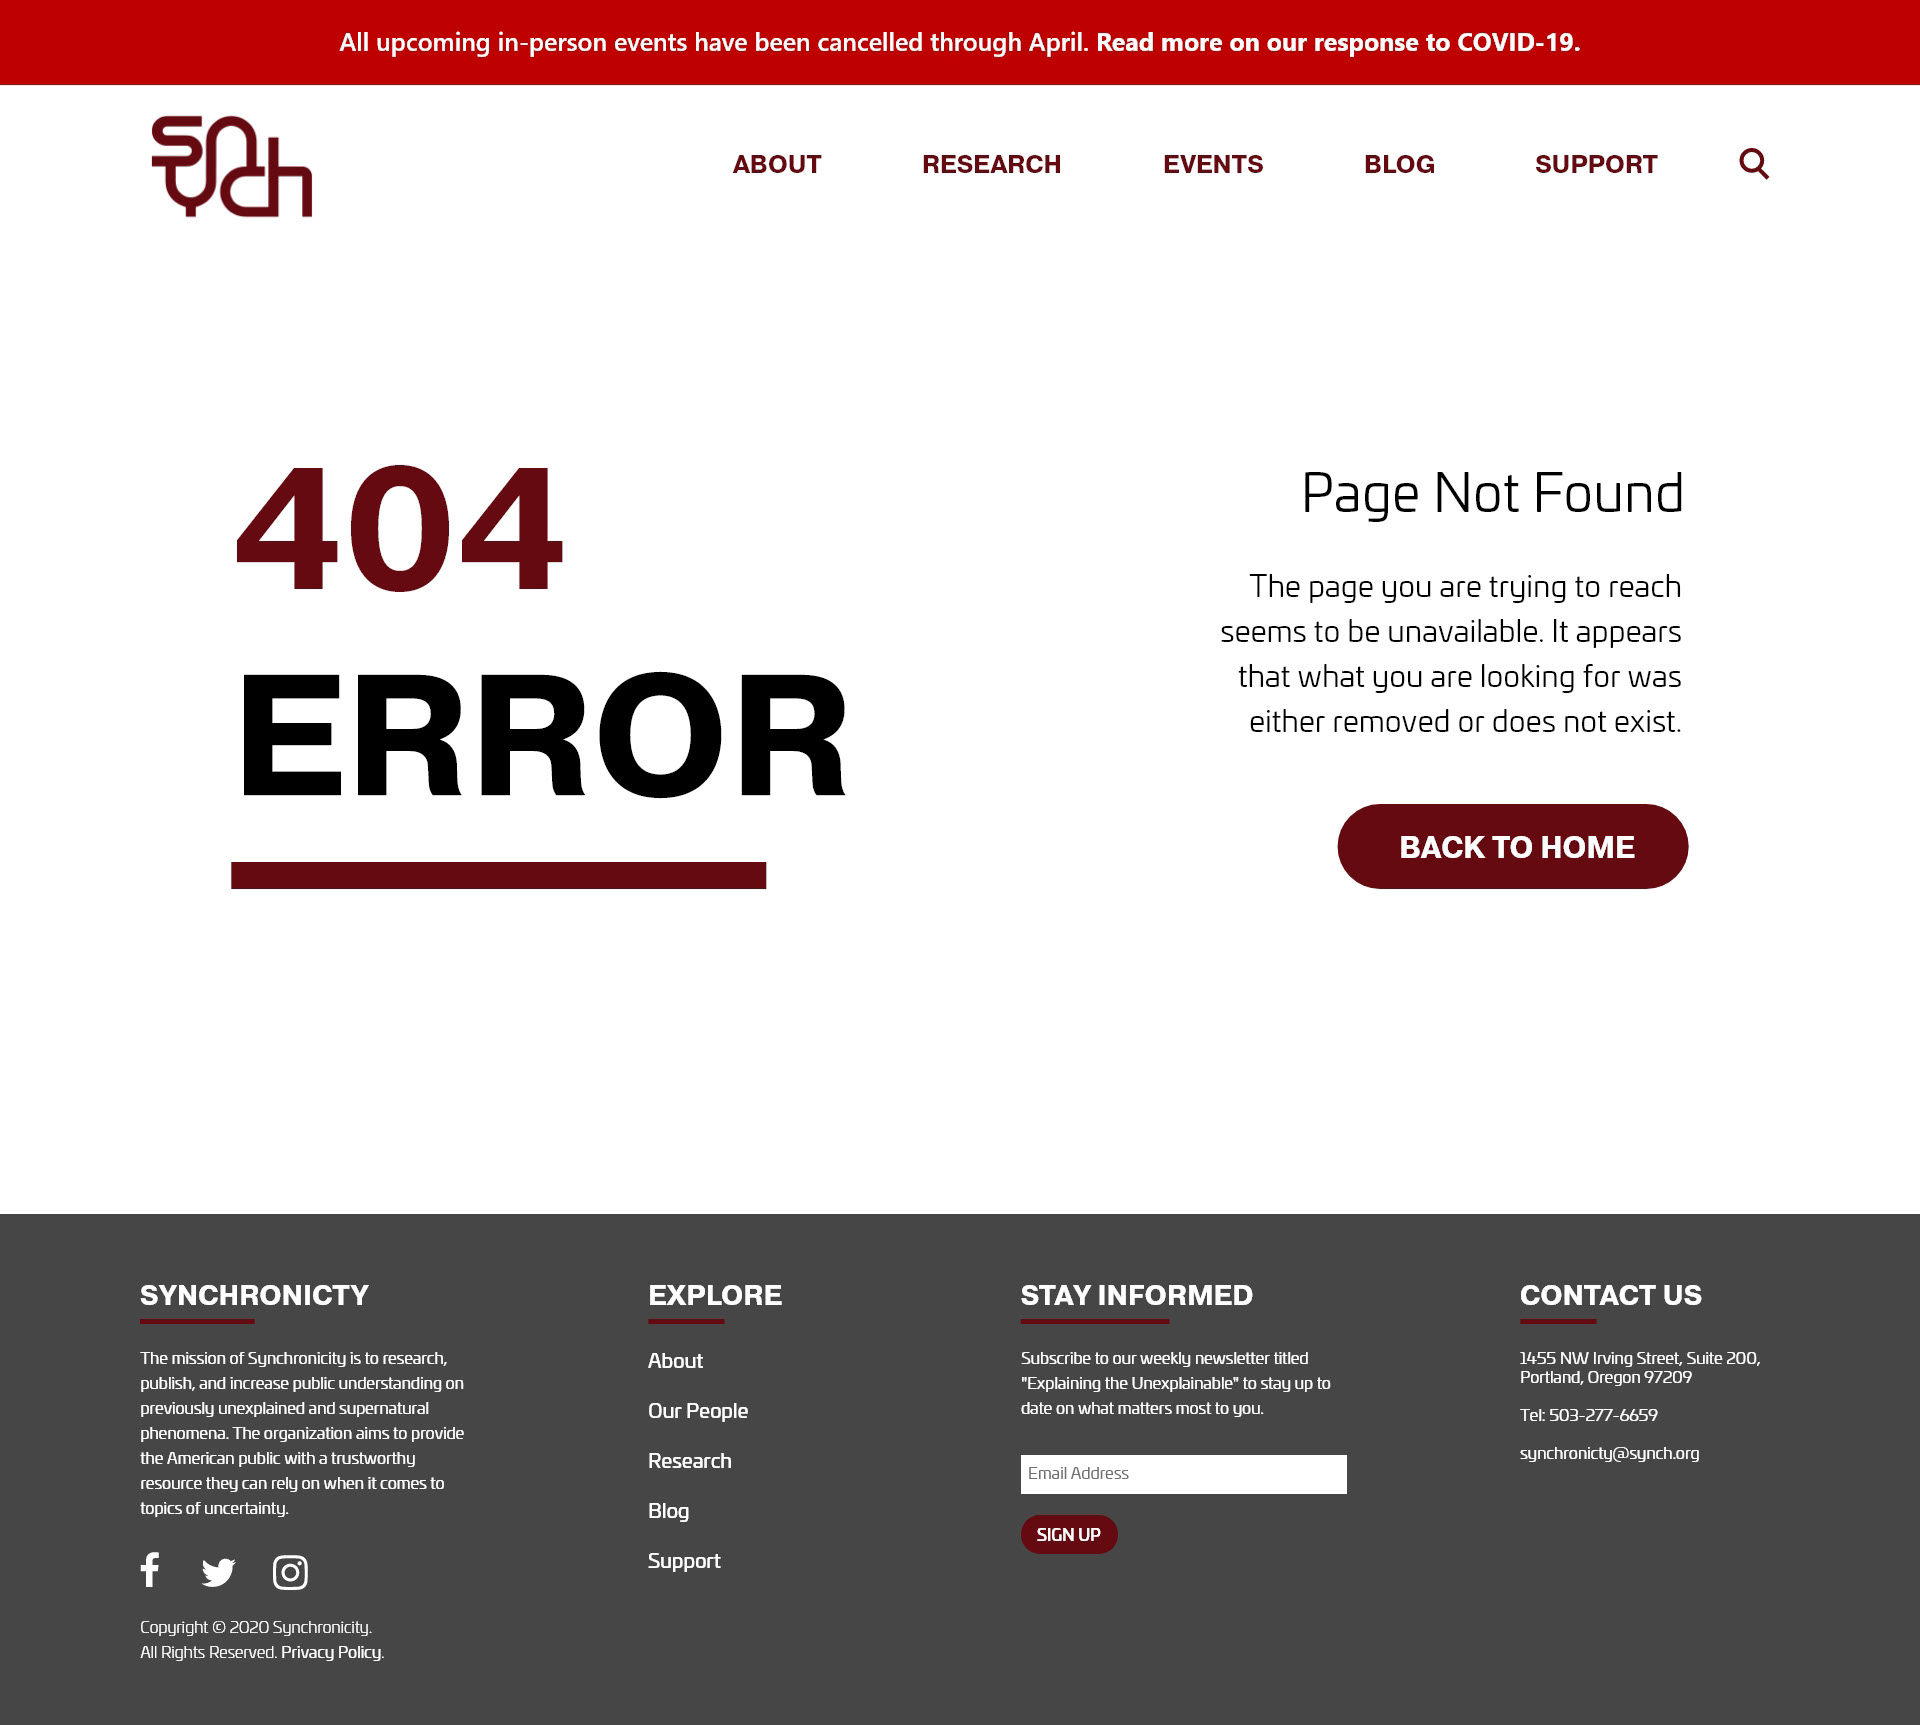 All upcoming in-person events have been cancelled through April. Read more on our response to COVID-19.
synch
ABOUT RESEARCH EVENTS BLOG SUPPORT
404
ERROR
Page Not Found
The page you are trying to reach
seems to be unavailable. It appears
that what you are looking for was
either removed or does not exist.
BACK TO HOME
SYNCHRONICTY
The mission of Synchronicity is to research,
publish, and increase public understanding on
previously unexplained and supernatural
phenomena. The organization aims to provide
the American public with a trustworthy
resource they can rely on when it comes to
topics of uncertainty.
Copyright © 2020 Synchronicity.
All Rights Reserved. Privacy Policy.
EXPLORE
About
Our People
Research
Blog
Support
STAY INFORMED
Subscribe to our weekly newsletter titled
"Explaining the Unexplainable" to stay up to
date on what matters most to you.
Email Address
SIGN UP
CONTACT US
1455 NW Irving Street, Suite 200,
Portland, Oregon 97209
Tel: 503-277-6659
synchronicty@synch.org